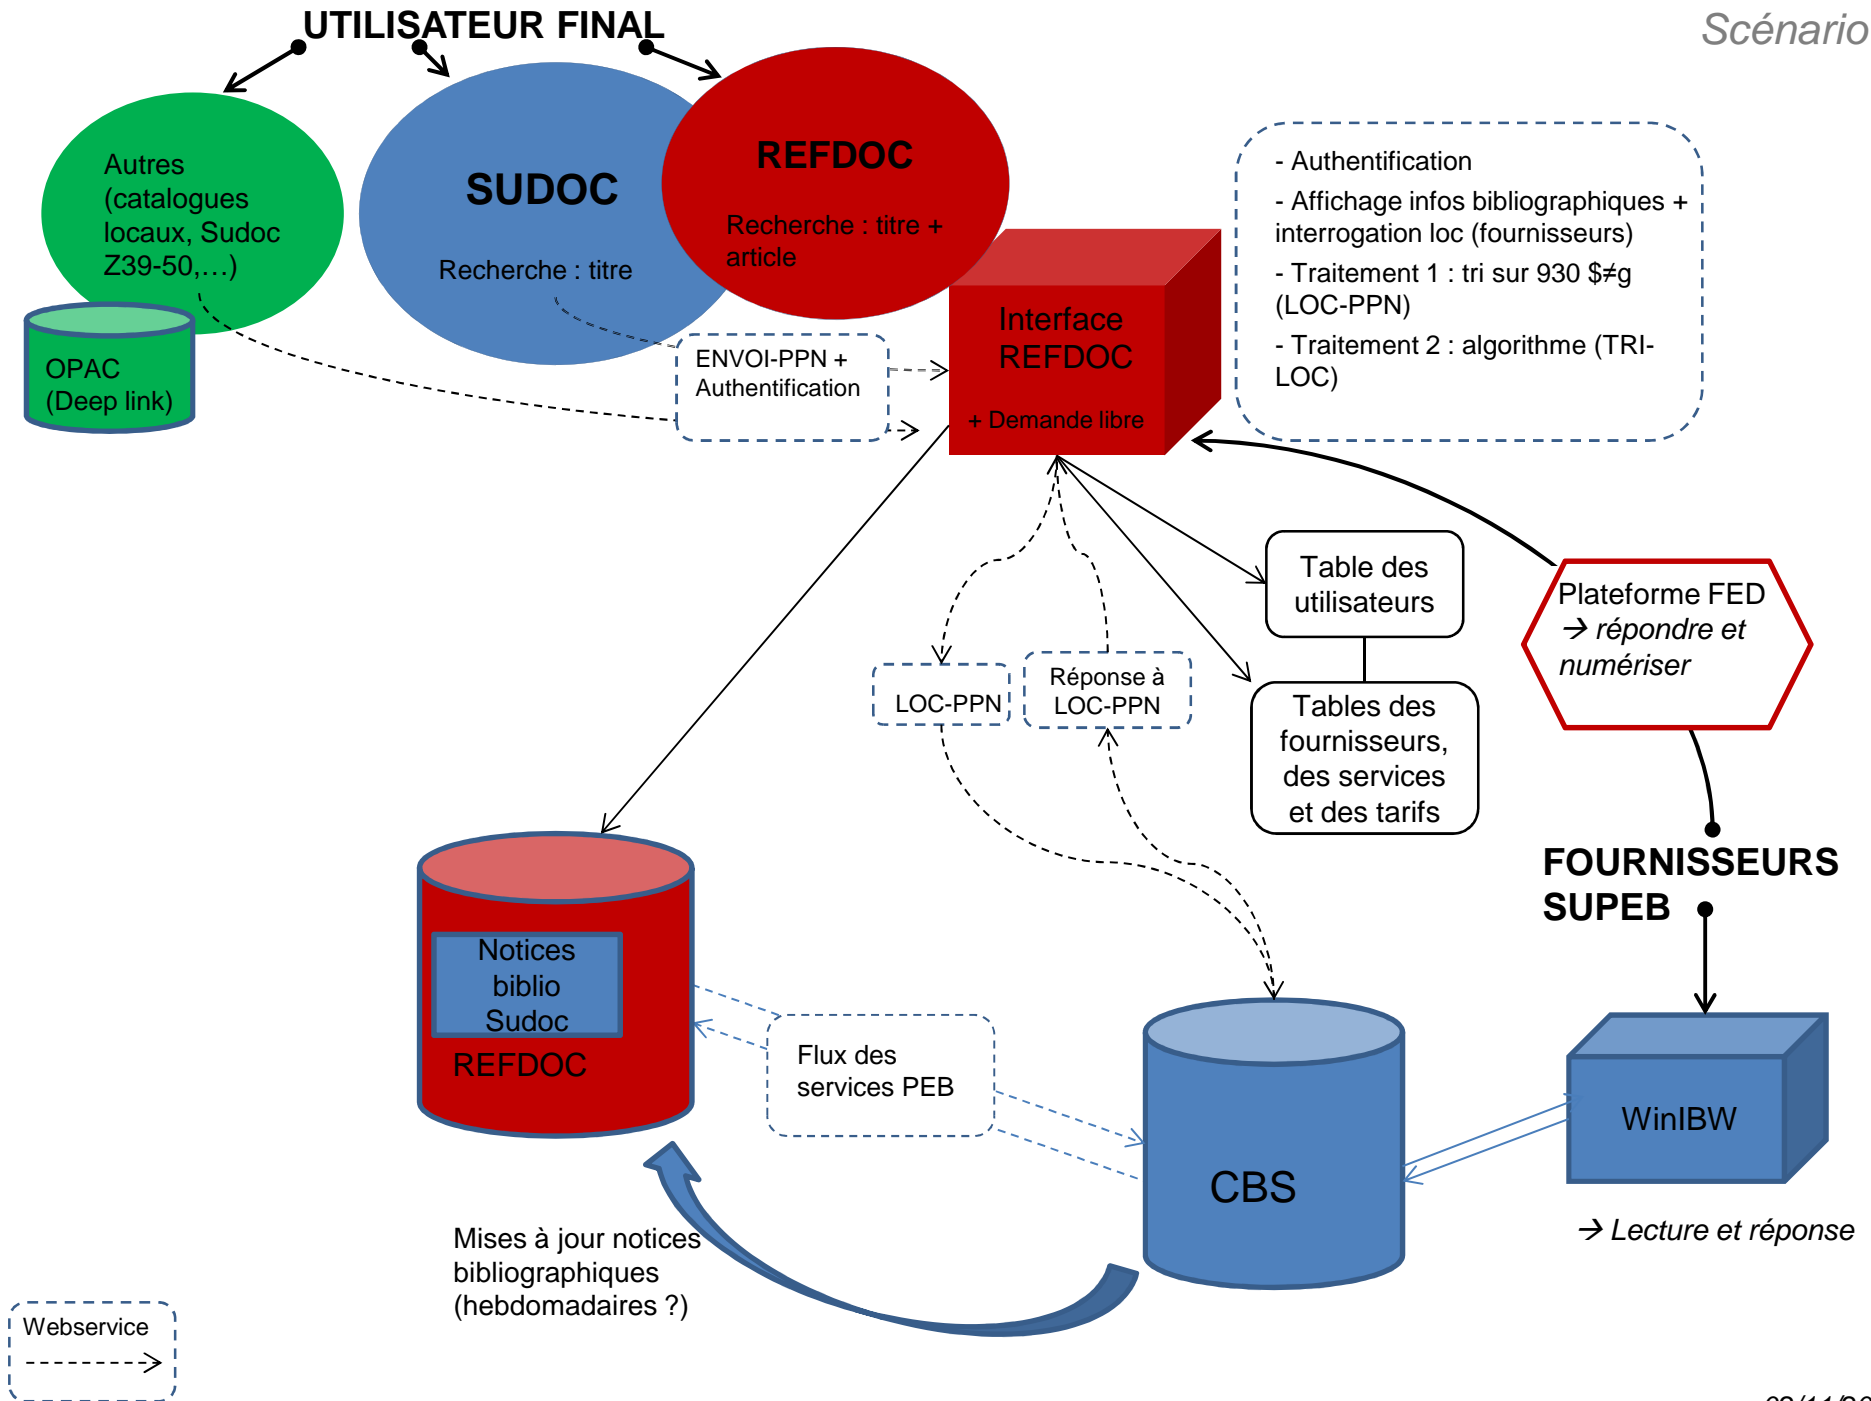 UTILISATEUR FINAL
Scénario
Autres
(catalogues
locaux, Sudoc
Z39-50,…)
SUDOC
Recherche : titre
REFDOC
Recherche : titre +
article
- Authentification
- Affichage infos bibliographiques +
interrogation loc (fournisseurs)
- Traitement 1 : tri sur 930 $≠g
(LOC-PPN)
- Traitement 2 : algorithme (TRI-
LOC)
OPAC
(Deep link)
ENVOI-PPN +
Authentification
Interface
REFDOC
+ Demande libre
Table des
utilisateurs
Plateforme FED
→ répondre et
numériser
LOC-PPN
Réponse à
LOC-PPN
Tables des
fournisseurs,
des services
et des tarifs
FOURNISSEURS
SUPEB
Notices
biblio
Sudoc
REFDOC
Flux des
services PEB
CBS
WinIBW
→ Lecture et réponse
Mises à jour notices
bibliographiques
(hebdomadaires ?)
Webservice